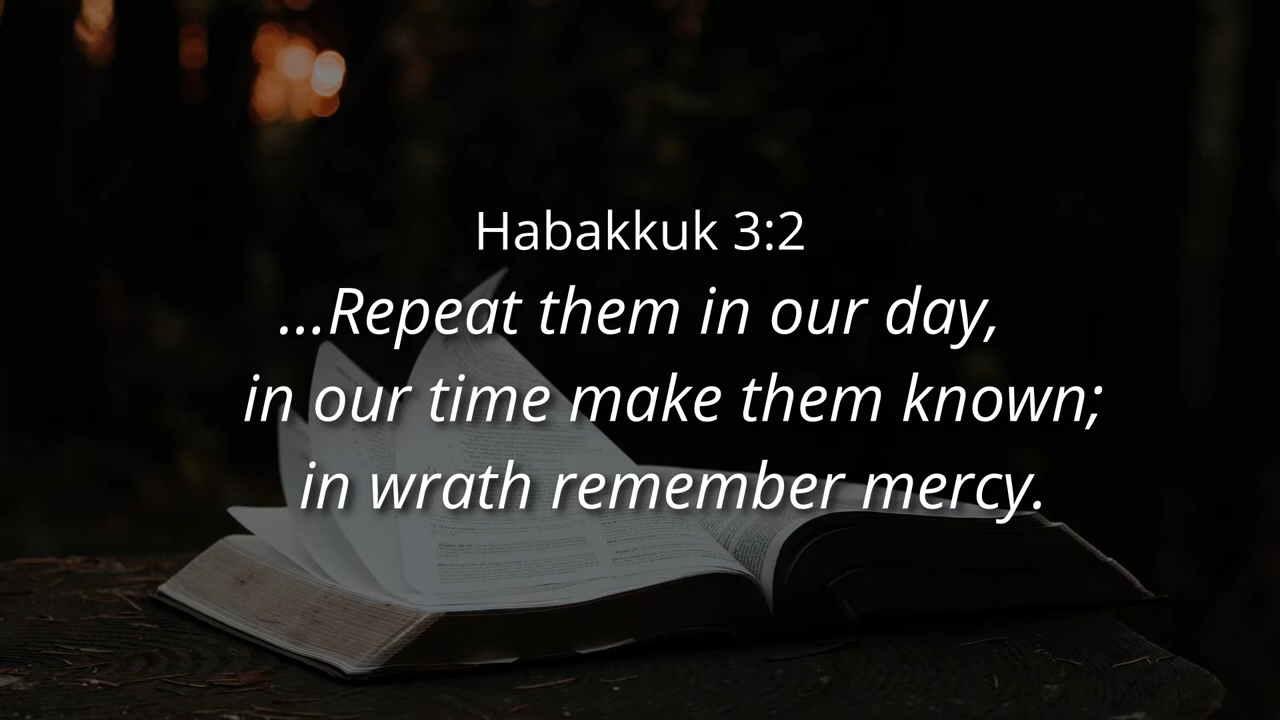 Habakkuk 3:2
...Repeat them in our day,
in our time make them known;
in wrath remember mercy.